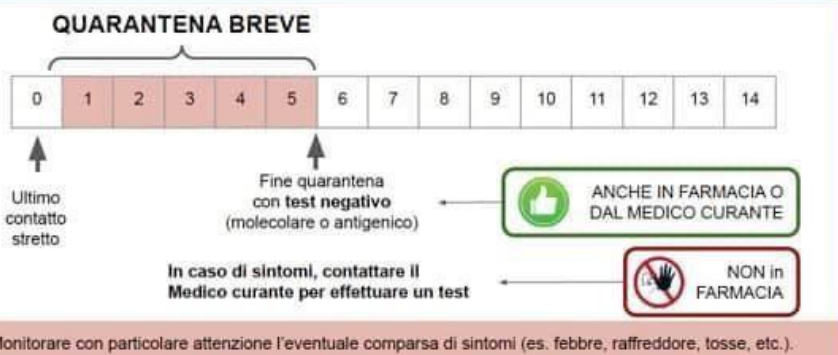 QUARANTENA BREVE
0 1 2 3 4 5 6 7 8 9 10 11 12 13 14
Ultimo
contatto
stretto
Fine quarantena
con test negativo
(molecolare o antigenico)
ANCHE IN FARMACIA O
DAL MEDICO CURANTE
In caso di sintomi, contattare il
Medico curante per effettuare un test
NON in
FARMACIA
Monitorare con particolare attenzione l'eventuale comparsa di sintomi (es. febbre, raffreddore, tosse, etc.).